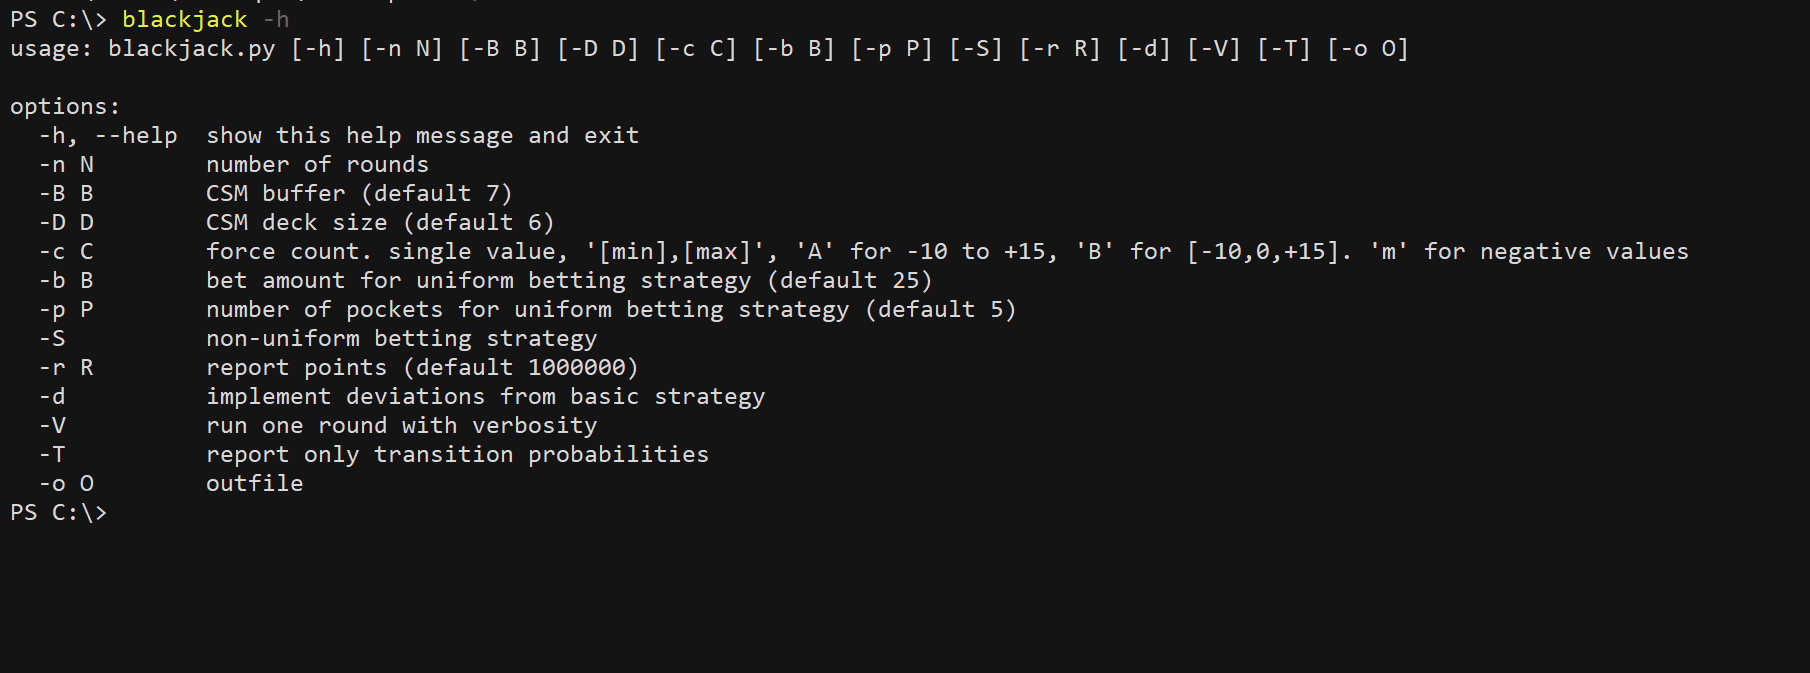 PS C:\> blackjack -h
usage: blackjack.py [-h] [-n N] [-B B] [-D D] [-c C] [-b B] [-p P] [-S] [-r R] [-d] [-V] [-T] [-o O]

options:
  -h, --help  show this help message and exit
  -n N        number of rounds
  -B B        CSM buffer (default 7)
  -D D        CSM deck size (default 6)
  -c C        force count. single value, '[min],[max]', 'A' for -10 to +15, 'B' for [-10,0,+15]. 'm' for negative values
  -b B        bet amount for uniform betting strategy (default 25)
  -p P        number of pockets for uniform betting strategy (default 5)
  -S          non-uniform betting strategy
  -r R        report points (default 1000000)
  -d          implement deviations from basic strategy
  -V          run one round with verbosity
  -T          report only transition probabilities
  -o O        outfile
PS C:\>